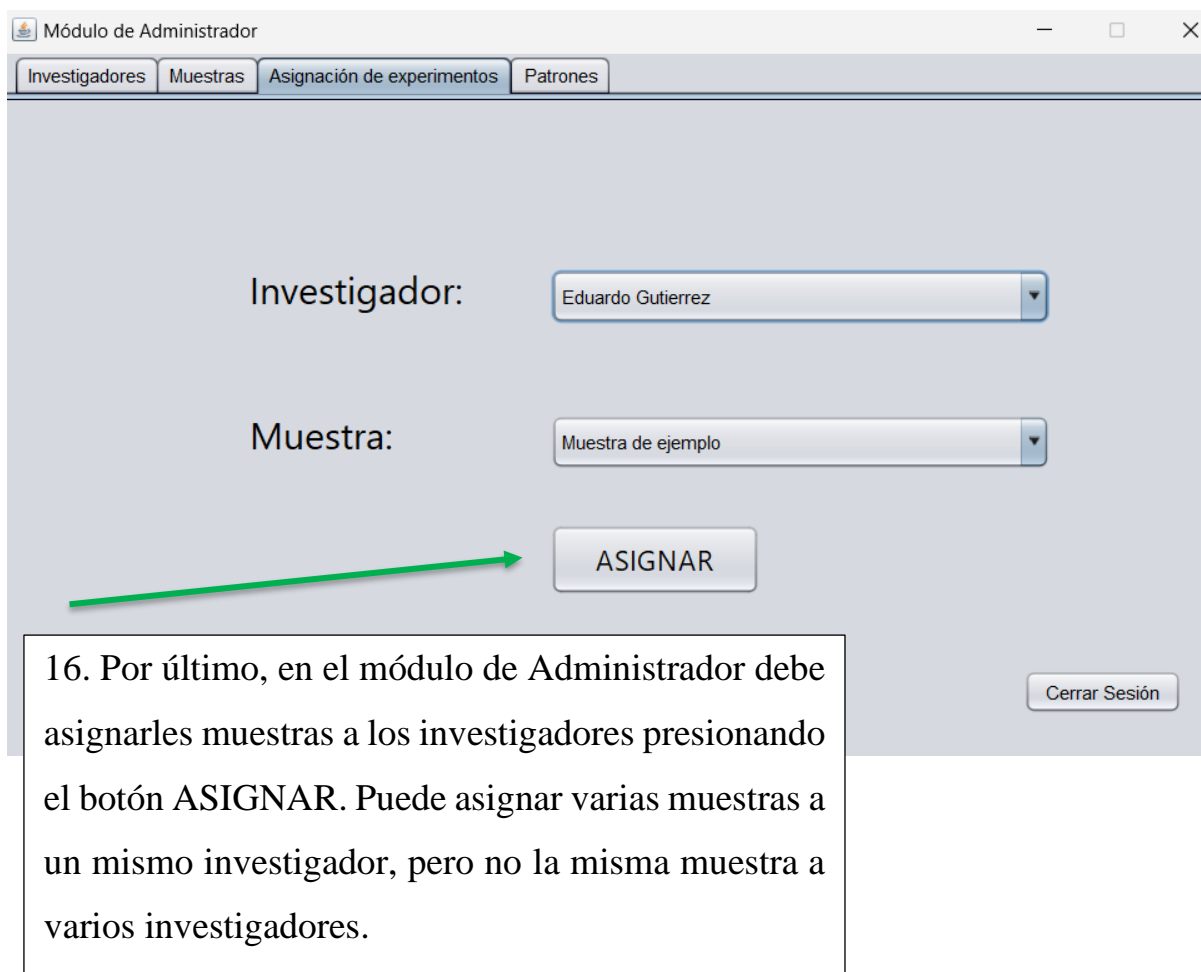 Módulo de Administrador
Investigadores Muestras Asignación de experimentos Patrones
Investigador: Eduardo Gutierrez
Muestra: Muestra de ejemplo
ASIGNAR
16. Por último, en el módulo de Administrador debe
asignarles muestras a los investigadores presionando
el botón ASIGNAR. Puede asignar varias muestras a
un mismo investigador, pero no la misma muestra a
varios investigadores.
Cerrar Sesión